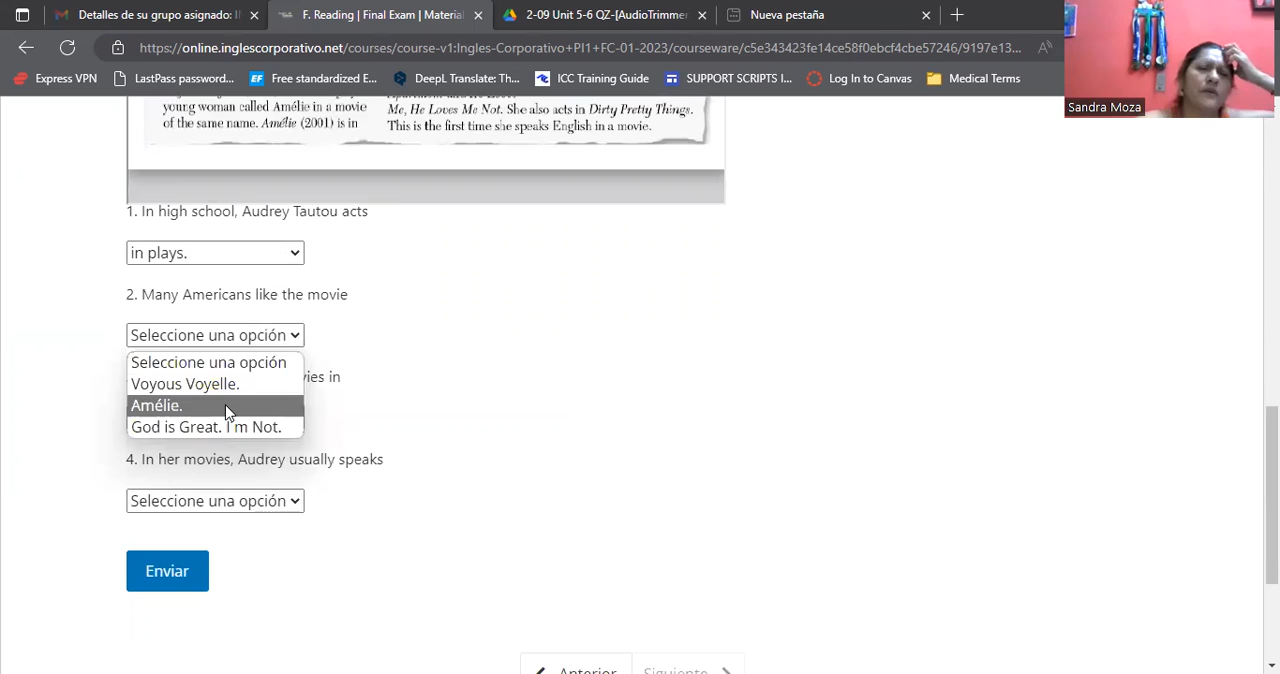 Detalles de su grupo asignado: I
F. Reading | Final Exam | Material
2-09 Unit 5-6 QZ-[AudioTrimmer
Nueva pestaña
https://online.inglescorporativo.net/courses/course-v1:Ingles-Corporativo+PI1+FC-01-2023/courseware/c5e343423fe14ce58f0ebcf4cbe57246/9197e13...
Express VPN
LastPass password...
EF Free standardized E...
DeepL Translate: Th...
ICC Training Guide
SUPPORT SCRIPTS I...
Log In to Canvas
Medical Terms
Sandra Moza
young woman called Amélie in a movie
of the same name. Amélie (2001) is in
Me, He Loves Me Not. She also acts in Dirty Pretty Things.
This is the first time she speaks English in a movie.
1. In high school, Audrey Tautou acts
in plays.
2. Many Americans like the movie
Seleccione una opción
Seleccione una opción
Voyous Voyelle.
Amélie.
God is Great. I'm Not.
in
4. In her movies, Audrey usually speaks
Seleccione una opción
Enviar
Anterior
Siguiente